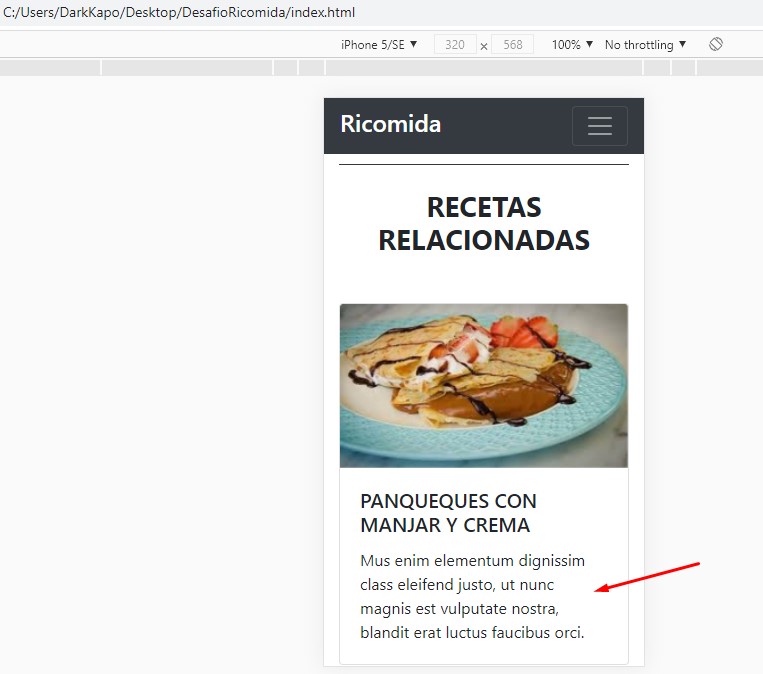 C:/Users/DarkKapo/Desktop/DesafioRicomida/index.html
iPhone 5/SE ▼ 320 × 568 100% ▼ No throttling ▼
Ricomida
RECETAS
RELACIONADAS
PANQUEQUES CON
MANJAR Y CREMA
Mus enim elementum dignissim
class eleifend justo, ut nunc
magnis est vulputate nostra,
blandit erat luctus faucibus orci.